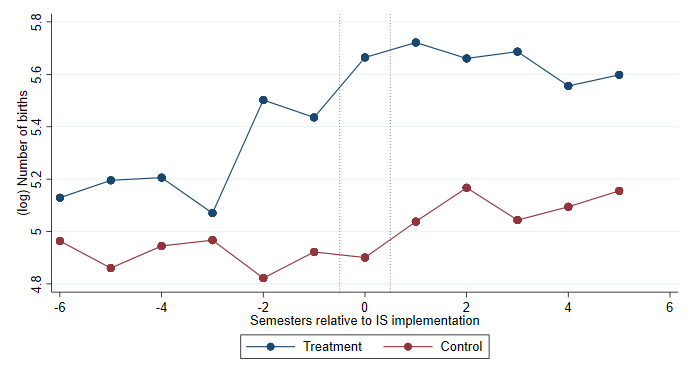 (log) Number of births
5.8
5.6
5.4
5.2
5
4.8
-6 -4 -2 0 2 4 6
Semesters relative to IS implementation
Treatment Control